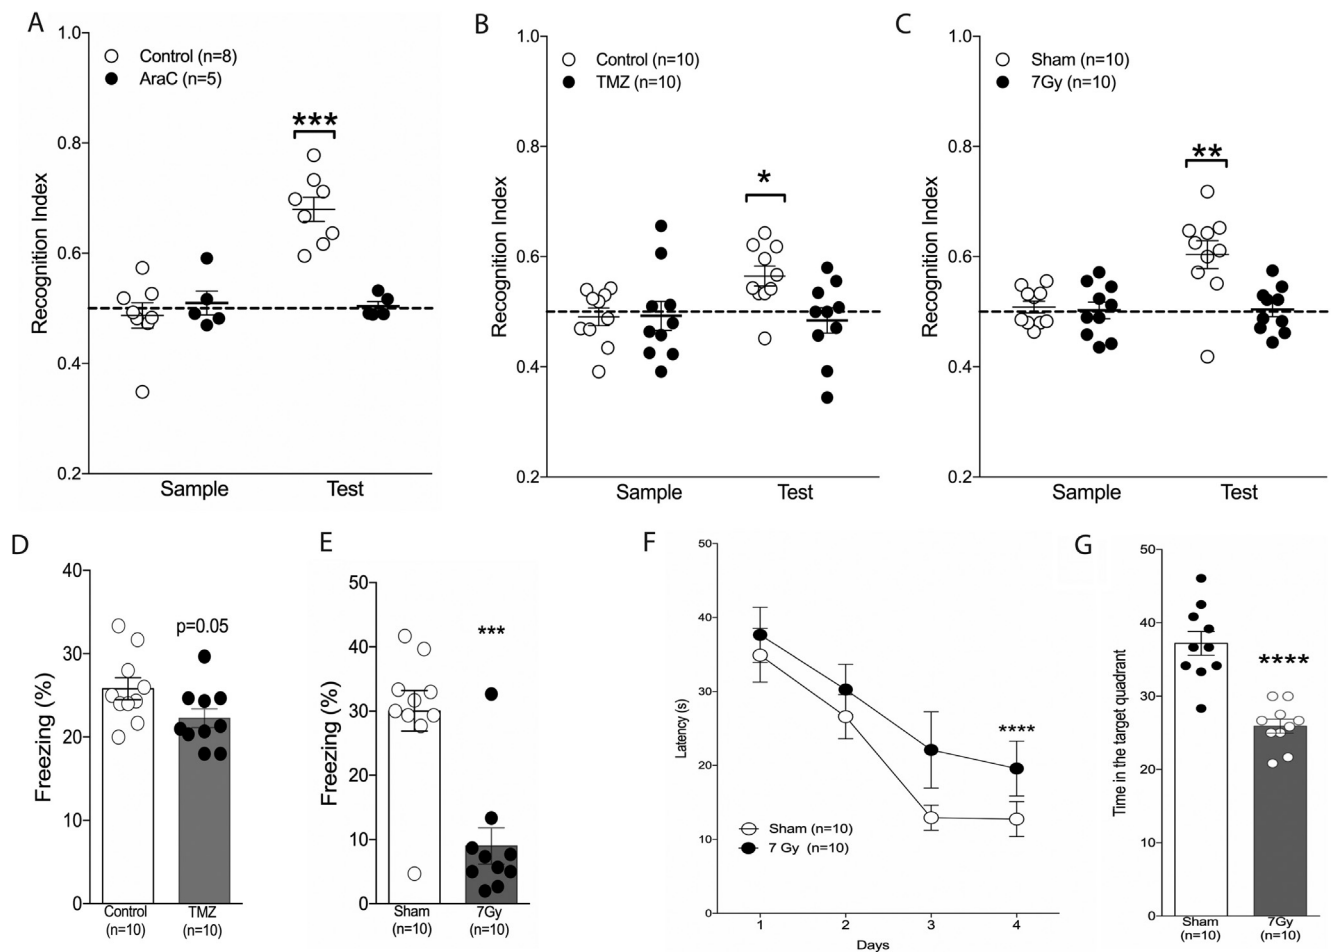 A
Control (n=8)
AraC (n=5)
***
Recognition Index
1.0
0.8
0.6
0.4
0.2
Sample
Test
B
Control (n=10)
TMZ (n=10)
*
Recognition Index
1.0
0.8
0.6
0.4
0.2
Sample
Test
C
Sham (n=10)
7Gy (n=10)
**
Recognition Index
1.0
0.8
0.6
0.4
0.2
Sample
Test
D
Freezing (%)
40
30
20
10
0
p=0.05
Control
(n=10)
TMZ
(n=10)
E
Freezing (%)
50
40
30
20
10
0
***
Sham
(n=10)
7Gy
(n=10)
F
Latency (s)
50
40
30
20
10
0
****
Sham (n=10)
7 Gy (n=10)
1
2
3
4
Days
G
Time in the target quadrant
50
40
30
20
10
0
****
Sham
(n=10)
7Gy
(n=10)